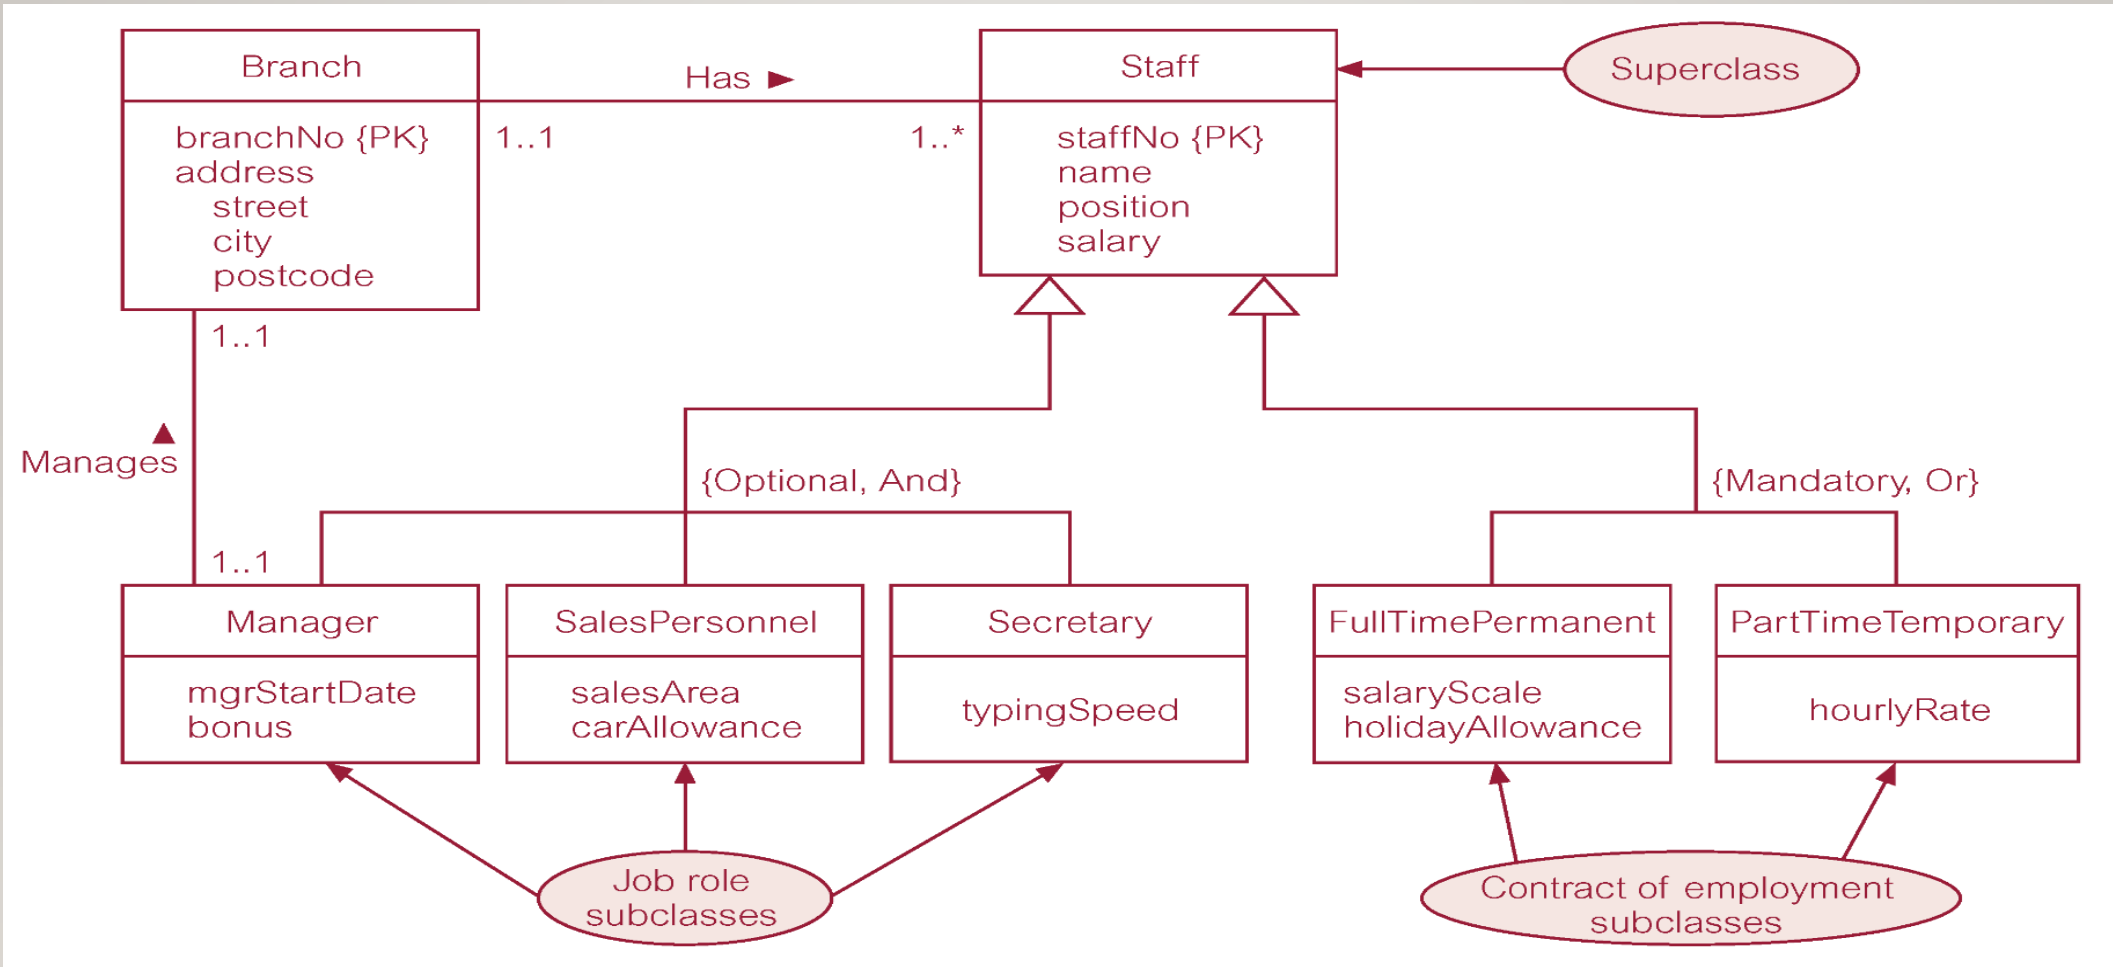 Branch
Has ►
Staff
Superclass
branchNo {PK}
address
street
city
postcode
1..1
1..*
staffNo {PK}
name
position
salary
1..1
▲
Manages
{Optional, And}
{Mandatory, Or}
1..1
Manager
mgrStartDate
bonus
SalesPersonnel
salesArea
carAllowance
Secretary
typingSpeed
FullTimePermanent
salaryScale
holidayAllowance
PartTimeTemporary
hourlyRate
Job role
subclasses
Contract of employment
subclasses